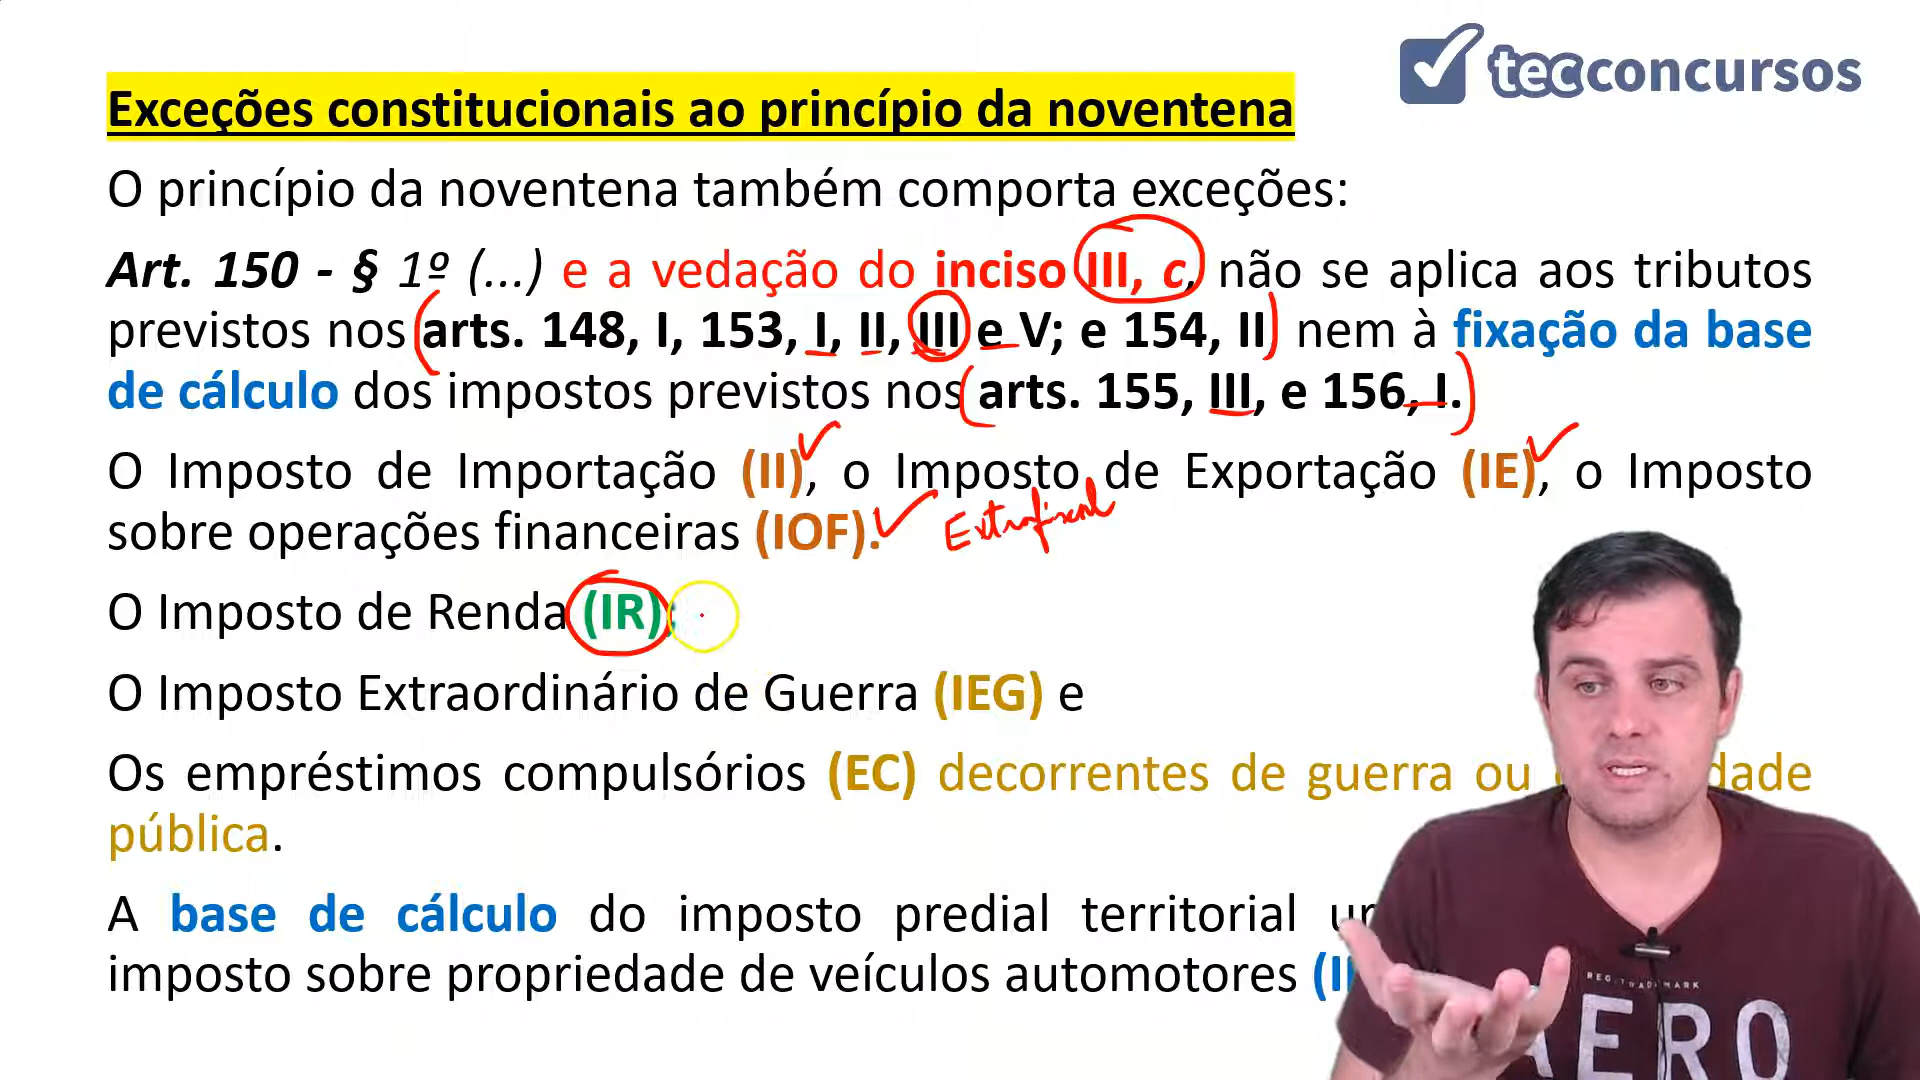 tecconcursos
Exceções constitucionais ao princípio da noventena
O princípio da noventena também comporta exceções:
Art. 150 - § 1º (...) e a vedação do inciso III, c, não se aplica aos tributos
previstos nos arts. 148, I, 153, I, II, III e V; e 154, II, nem à fixação da base
de cálculo dos impostos previstos nos arts. 155, III, e 156, I.
O Imposto de Importação (II), o Imposto de Exportação (IE), o Imposto
sobre operações financeiras (IOF). Extrafiscal
O Imposto de Renda (IR);
O Imposto Extraordinário de Guerra (IEG) e
Os empréstimos compulsórios (EC) decorrentes de guerra ou
pública.
A base de cálculo do imposto predial territorial
imposto sobre propriedade de veículos automotores
REG. TRADEMARK
AERO